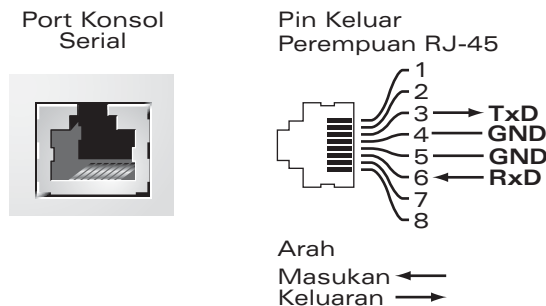 Port Konsol
Serial
Pin Keluar
Perempuan RJ-45
1
2
3 TxD
4 GND
5 GND
6 RxD
7
8
Arah
Masukan
Keluaran